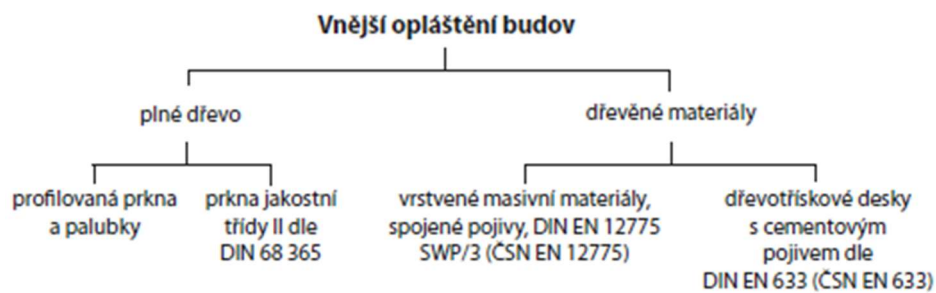 Vnější opláštění budov
plné dřevo
dřevěné materiály
profilovaná prkna
a palubky
prkna jakostní
třídy II dle
DIN 68 365
vrstvené masivní materiály,
spojené pojivy, DIN EN 12775
SWP/3 (ČSN EN 12775)
dřevotřískové desky
s cementovým
pojivem dle
DIN EN 633 (ČSN EN 633)